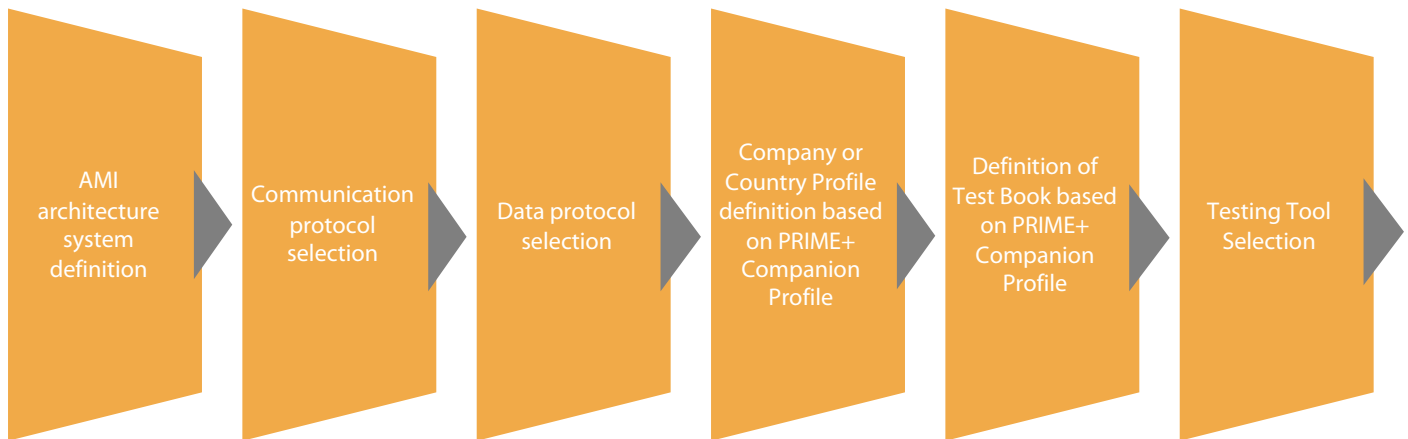 AMI
architecture
system
definition
Communication
protocol
selection
Data protocol
selection
Company or
Country Profile
definition based
on PRIME+
Companion
Profile
Definition of
Test Book based
on PRIME+
Companion
Profile
Testing Tool
Selection